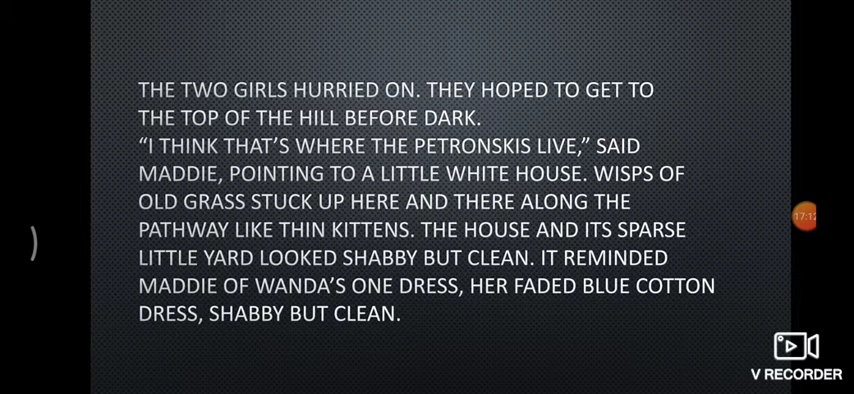 THE TWO GIRLS HURRIED ON. THEY HOPED TO GET TO
THE TOP OF THE HILL BEFORE DARK.
“I THINK THAT’S WHERE THE PETRONSKIS LIVE,” SAID
MADDIE, POINTING TO A LITTLE WHITE HOUSE. WISPS OF
OLD GRASS STUCK UP HERE AND THERE ALONG THE
PATHWAY LIKE THIN KITTENS. THE HOUSE AND ITS SPARSE
LITTLE YARD LOOKED SHABBY BUT CLEAN. IT REMINDED
MADDIE OF WANDA’S ONE DRESS, HER FADED BLUE COTTON
DRESS, SHABBY BUT CLEAN.
17:12
V RECORDER